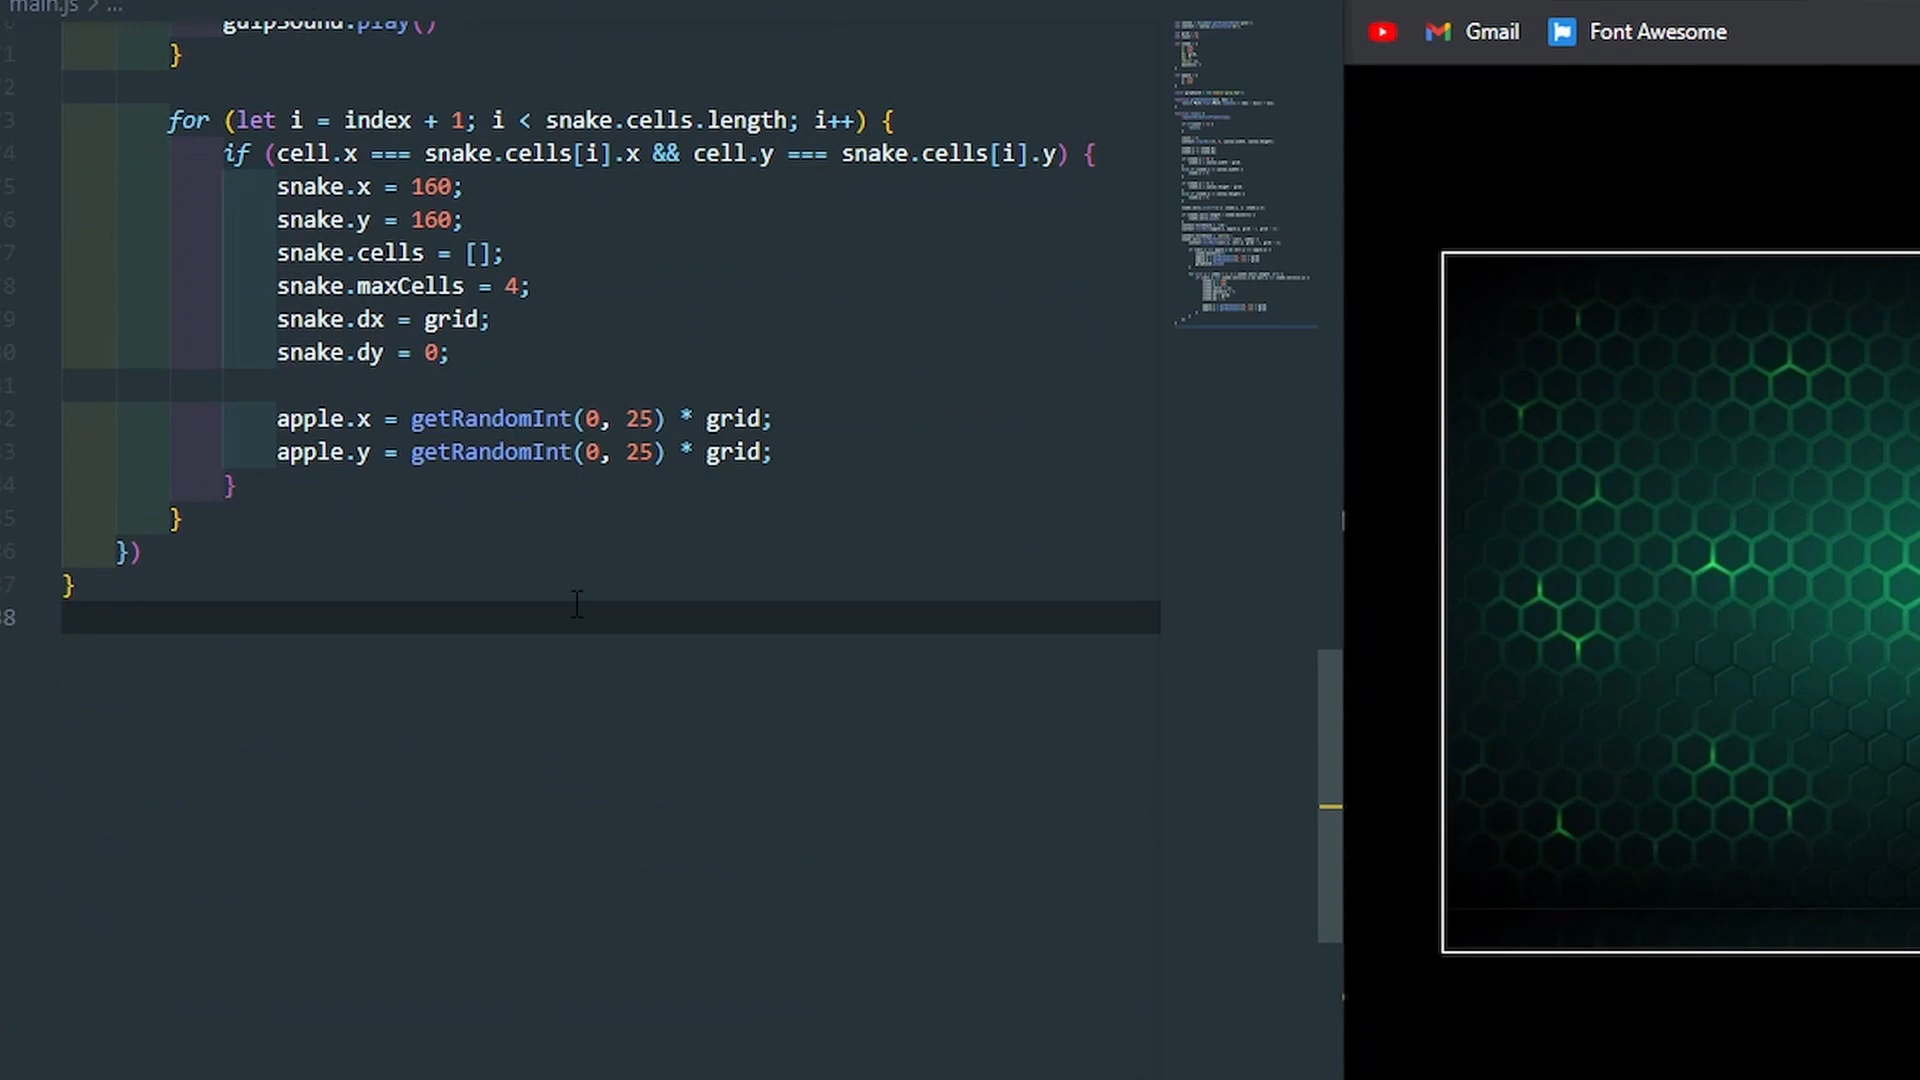 main.js > ...
gulpSound.play()
}
for (let i = index + 1; i < snake.cells.length; i++) {
if (cell.x === snake.cells[i].x && cell.y === snake.cells[i].y) {
snake.x = 160;
snake.y = 160;
snake.cells = [];
snake.maxCells = 4;
snake.dx = grid;
snake.dy = 0;
apple.x = getRandomInt(0, 25) * grid;
apple.y = getRandomInt(0, 25) * grid;
}
}
})
}
Gmail
Font Awesome